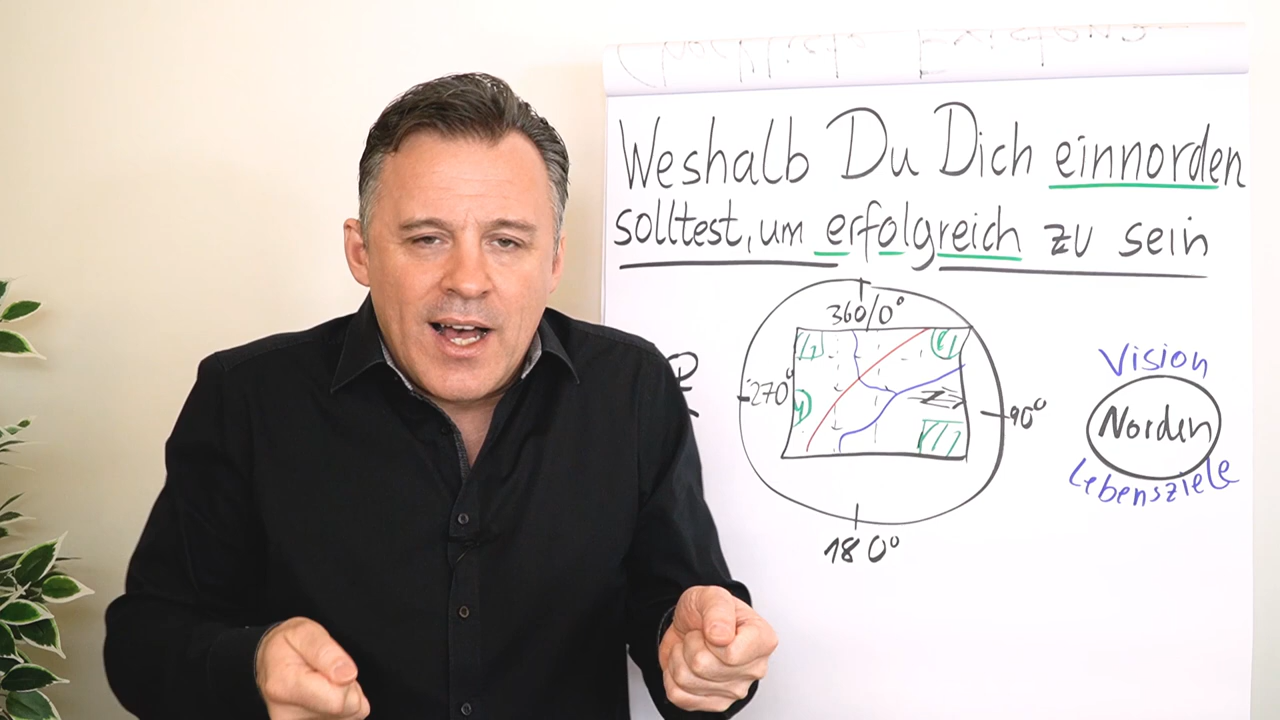 Weshalb Du Dich einnorden
solltest, um erfolgreich zu sein
360/0°
270°
90°
180°
Vision
Norden
Lebensziele